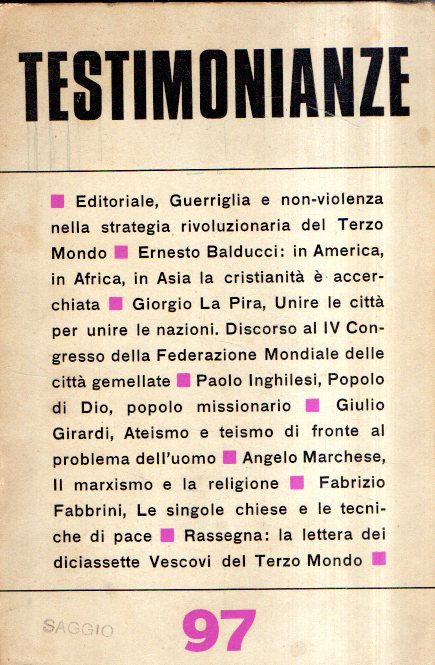 TESTIMONIANZE
■ Editoriale, Guerriglia e non-violenza
nella strategia rivoluzionaria del Terzo
Mondo ■ Ernesto Balducci: in America,
in Africa, in Asia la cristianità è accer-
chiata ■ Giorgio La Pira, Unire le città
per unire le nazioni. Discorso al IV Con-
gresso della Federazione Mondiale delle
città gemellate ■ Paolo Inghilesi, Popolo
di Dio, popolo missionario ■ Giulio
Girardi, Ateismo e teismo di fronte al
problema dell'uomo ■ Angelo Marchese,
Il marxismo e la religione ■ Fabrizio
Fabbrini, Le singole chiese e le tecni-
che di pace ■ Rassegna: la lettera dei
diciassette Vescovi del Terzo Mondo ■
SAGGIO
97